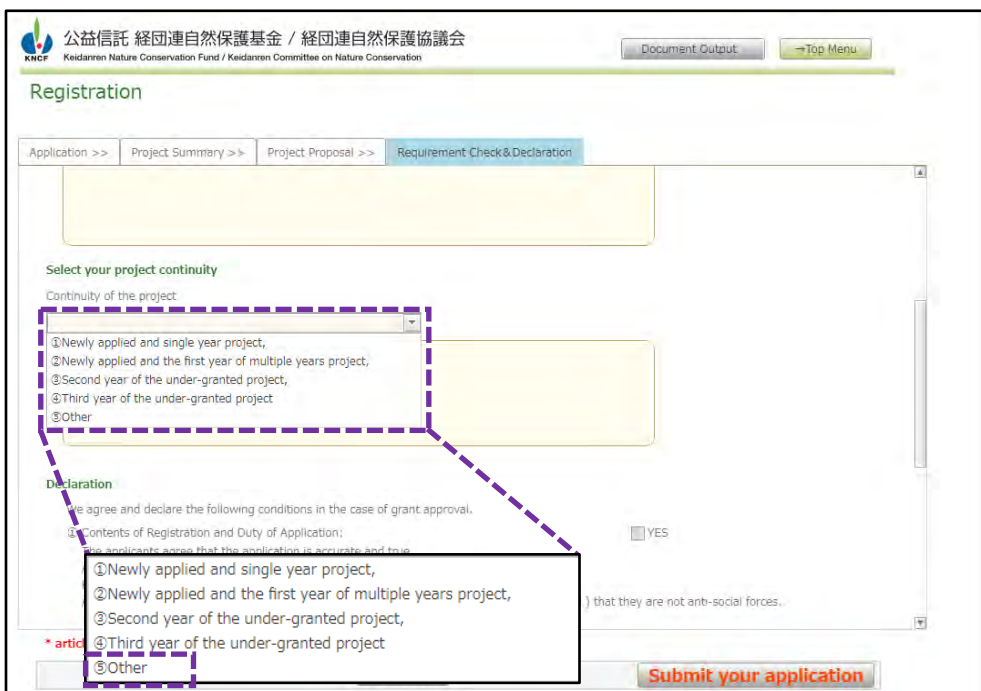 公益信託 経団連自然保護基金 / 経団連自然保護協議会
KNCF Keidanren Nature Conservation Fund / Keidanren Committee on Nature Conservation
Document Output
→Top Menu
Registration
Application >>
Project Summary >>
Project Proposal >>
Requirement Check&Declaration
Select your project continuity
Continuity of the project
①Newly applied and single year project,
②Newly applied and the first year of multiple years project,
③Second year of the under-granted project,
④Third year of the under-granted project
⑤Other
Declaration
We agree and declare the following conditions in the case of grant approval.
① Contents of Registration and Duty of Application:
YES
The applicants agree that the application is accurate and true
①Newly applied and single year project,
②Newly applied and the first year of multiple years project,
) that they are not anti-social forces.
③Second year of the under-granted project,
④Third year of the under-granted project
* artic
⑤Other
Submit your application